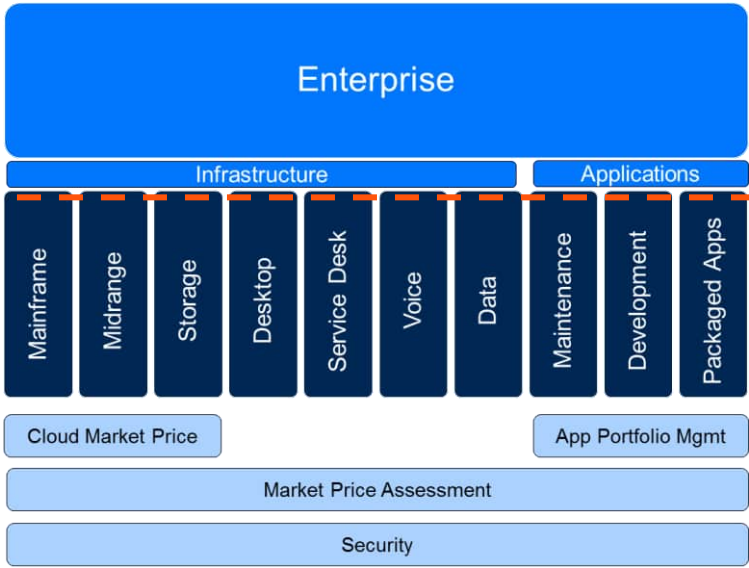 Enterprise
Infrastructure
Applications
Mainframe
Midrange
Storage
Desktop
Service Desk
Voice
Data
Maintenance
Development
Packaged Apps
Cloud Market Price
App Portfolio Mgmt
Market Price Assessment
Security